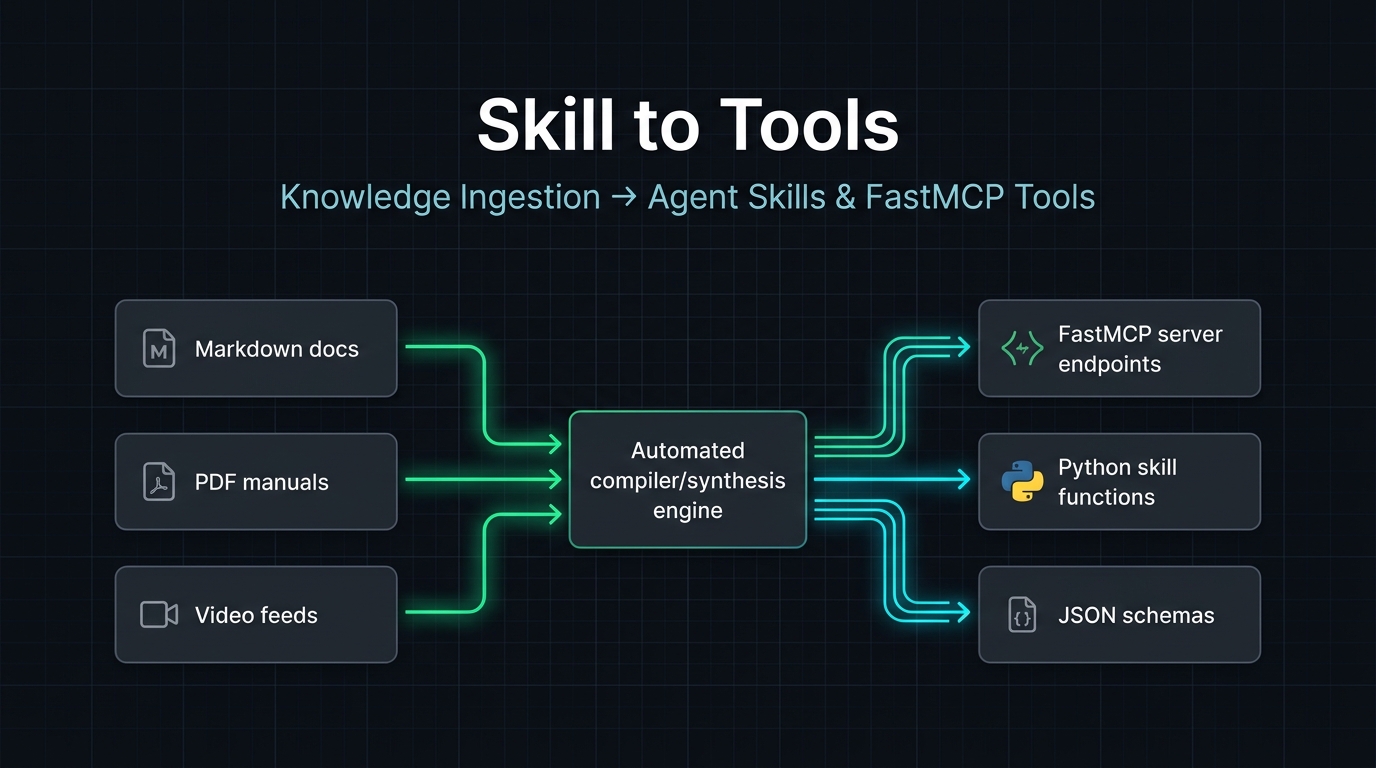 Skill to Tools
Knowledge Ingestion → Agent Skills & FastMCP Tools
M
Markdown docs
PDF manuals
Video feeds
Automated
compiler/synthesis
engine
FastMCP server
endpoints
Python skill
functions
{}
JSON schemas